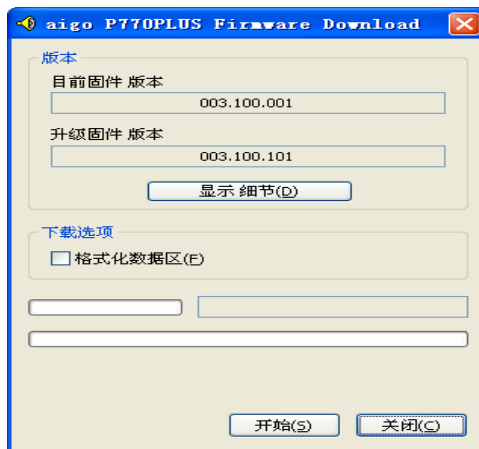 aigo P770PLUS Firmware Download
版本
目前固件 版本
003.100.001
升级固件 版本
003.100.101
显示 细节(D)
下载选项
格式化数据区(F)
开始(S)
关闭(C)